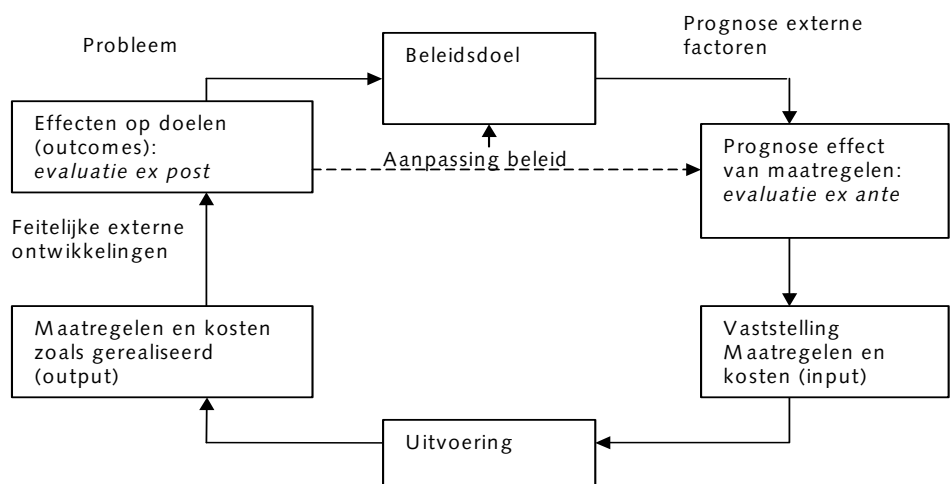 Probleem
Beleidsdoel
Prognose externe
factoren
Effecten op doelen
(outcomes):
evaluatie ex post
Aanpassing beleid
Prognose effect
van maatregelen:
evaluatie ex ante
Feitelijke externe
ontwikkelingen
Maatregelen en kosten
zoals gerealiseerd
(output)
Vaststelling
Maatregelen en
kosten (input)
Uitvoering